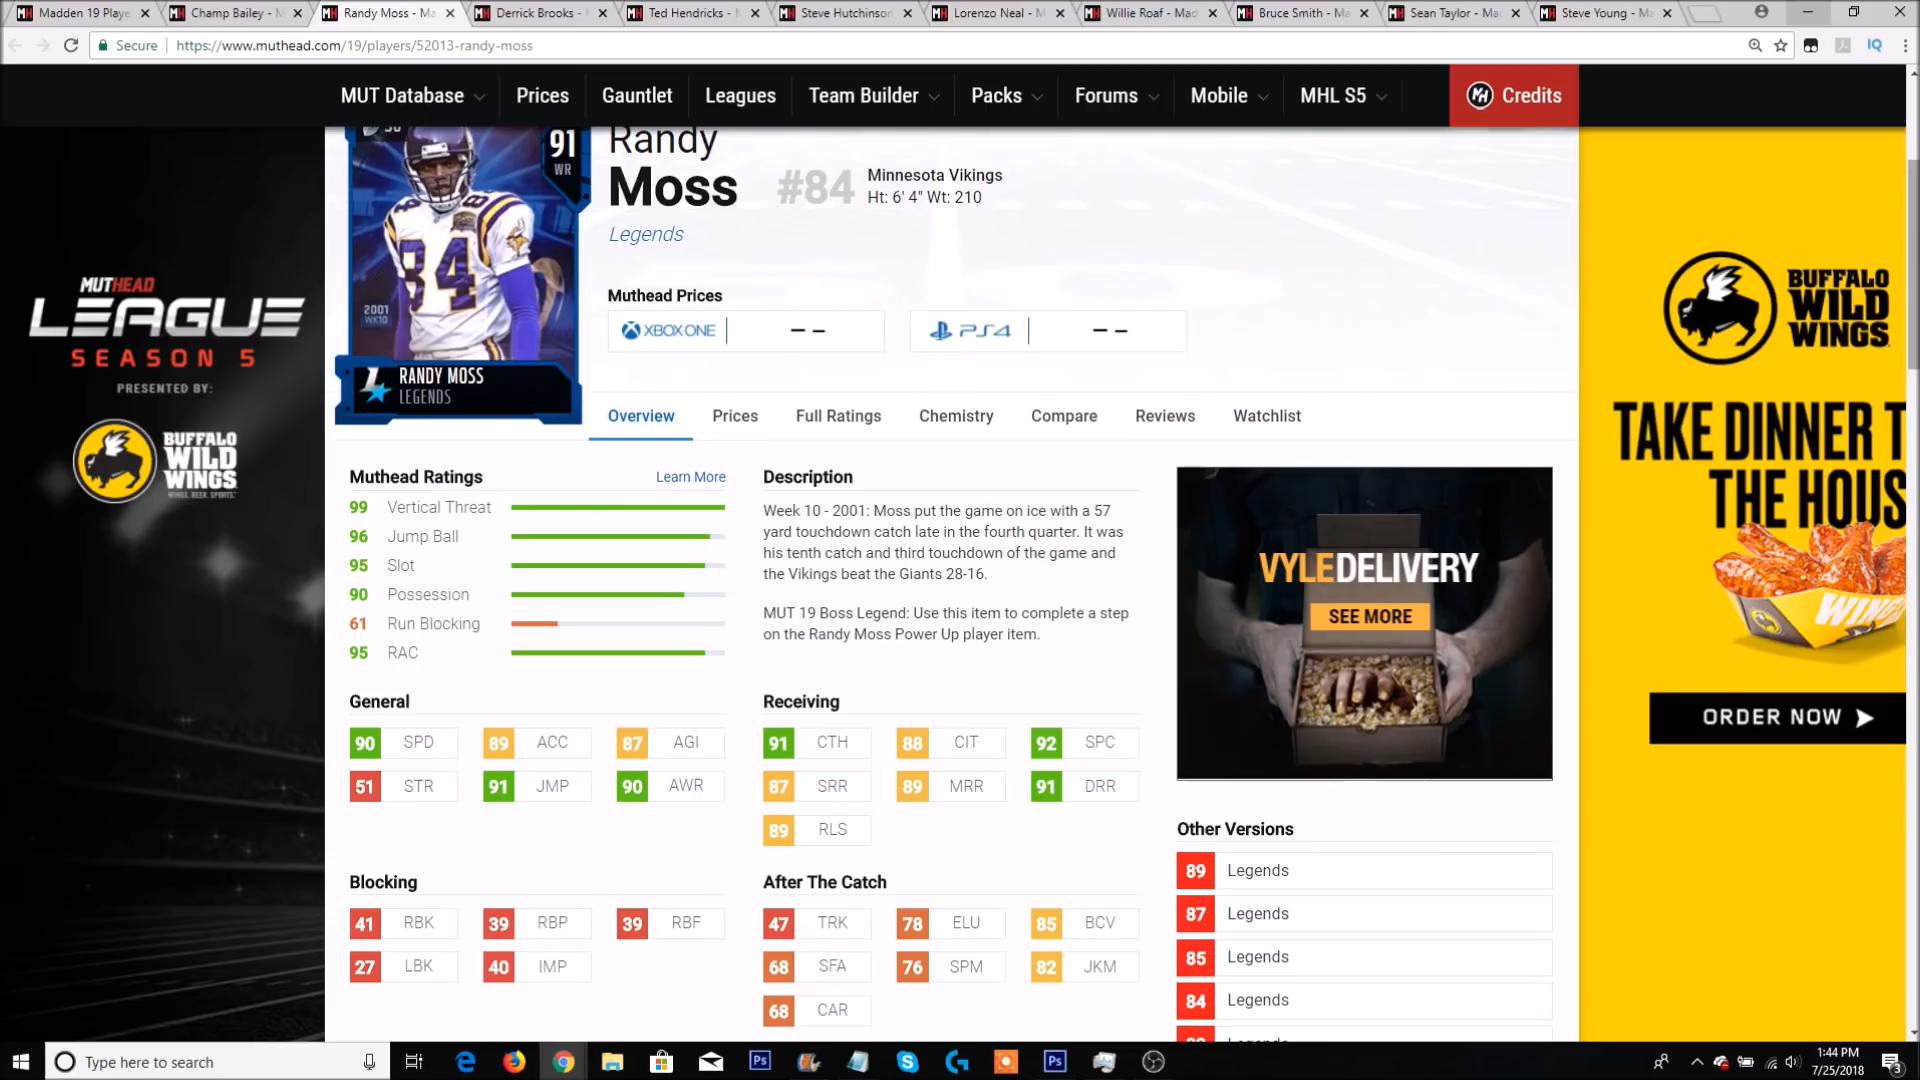 Madden 19 Playe
Champ Bailey - M
Randy Moss - Ma
Derrick Brooks -
Ted Hendricks - M
Steve Hutchinson
Lorenzo Neal - M
Willie Roaf - Mad
Bruce Smith - Ma
Sean Taylor - Mad
Steve Young - Ma
Secure https://www.muthead.com/19/players/52013-randy-moss
MUT Database Prices Gauntlet Leagues Team Builder Packs Forums Mobile MHL S5 Credits
91
WR
84
2001
WK10
RANDY MOSS
LEGENDS
Randy
Moss #84
Minnesota Vikings
Ht: 6' 4" Wt: 210
Legends
Muthead Prices
XBOX ONE – –
PS4 – –
Overview Prices Full Ratings Chemistry Compare Reviews Watchlist
MUTHEAD
LEAGUE
SEASON 5
PRESENTED BY:
BUFFALO
WILD
WINGS
Muthead Ratings Learn More
99 Vertical Threat
96 Jump Ball
95 Slot
90 Possession
61 Run Blocking
95 RAC
Description
Week 10 - 2001: Moss put the game on ice with a 57
yard touchdown catch late in the fourth quarter. It was
his tenth catch and third touchdown of the game and
the Vikings beat the Giants 28-16.
MUT 19 Boss Legend: Use this item to complete a step
on the Randy Moss Power Up player item.
General
90 SPD 89 ACC 87 AGI
51 STR 91 JMP 90 AWR
Receiving
91 CTH 88 CIT 92 SPC
87 SRR 89 MRR 91 DRR
89 RLS
Blocking
41 RBK 39 RBP 39 RBF
27 LBK 40 IMP
After The Catch
47 TRK 78 ELU 85 BCV
68 SFA 76 SPM 82 JKM
68 CAR
VYLEDELIVERY
SEE MORE
Other Versions
89 Legends
87 Legends
85 Legends
84 Legends
Legends
BUFFALO
WILD
WINGS
TAKE DINNER T
THE HOUS
ORDER NOW
Type here to search
1:44 PM
7/25/2018
3